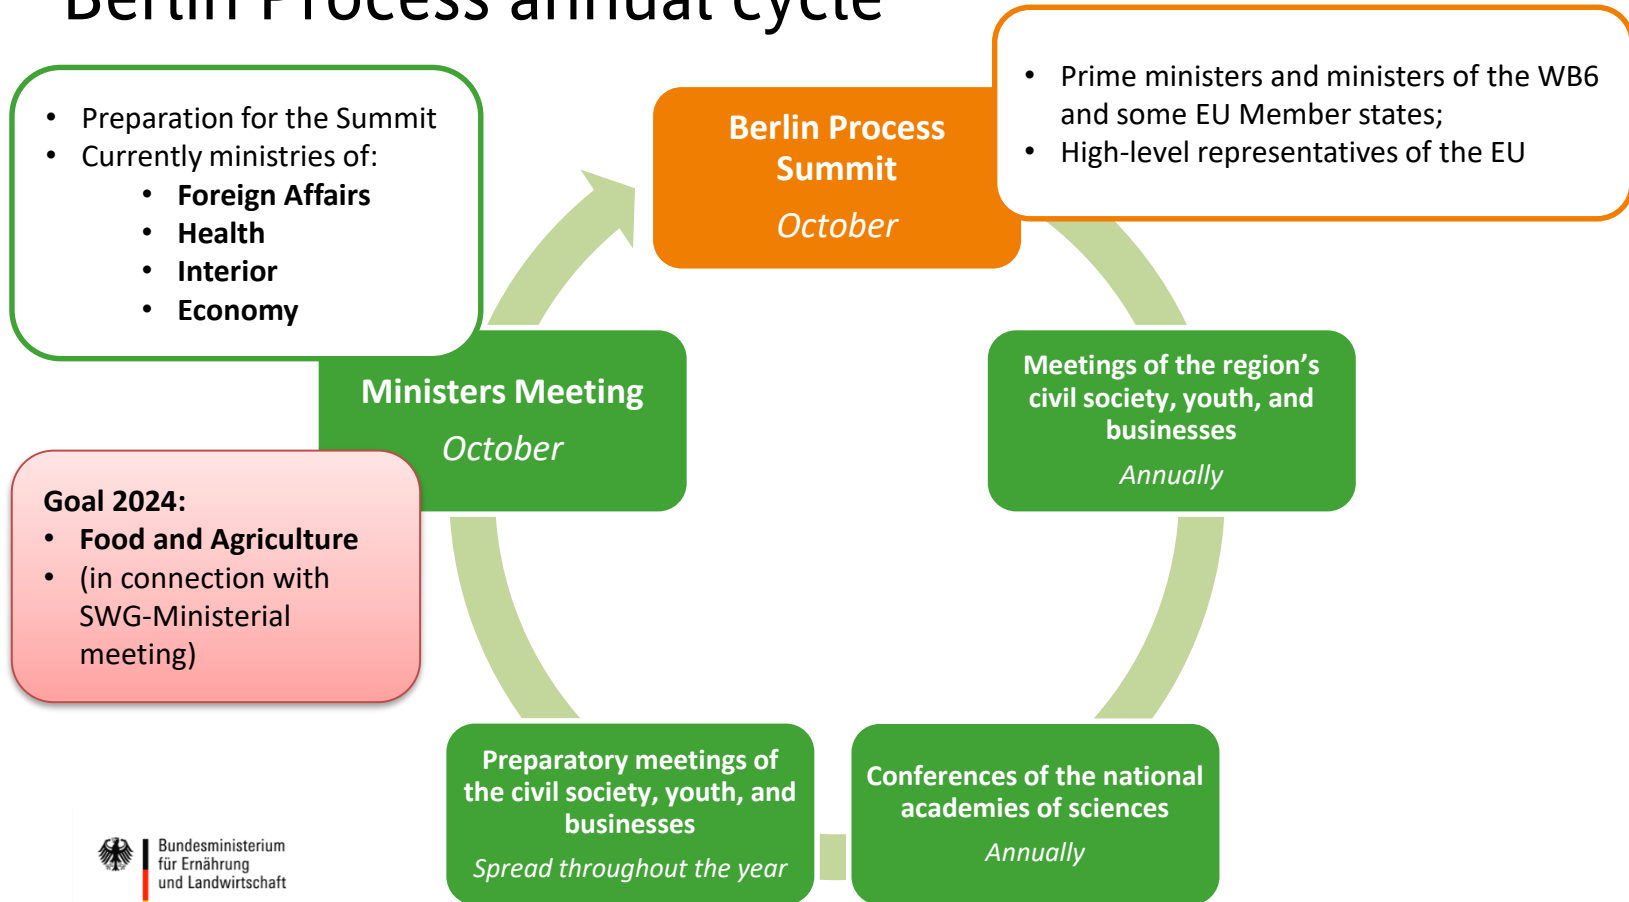 Berlin Process annual cycle
• Preparation for the Summit
• Currently ministries of:
• Foreign Affairs
• Health
• Interior
• Economy
Berlin Process
Summit
October
• Prime ministers and ministers of the WB6
and some EU Member states;
• High-level representatives of the EU
Ministers Meeting
October
Meetings of the region’s
civil society, youth, and
businesses
Annually
Goal 2024:
• Food and Agriculture
• (in connection with
SWG-Ministerial
meeting)
Preparatory meetings of
the civil society, youth, and
businesses
Spread throughout the year
Conferences of the national
academies of sciences
Annually
Bundesministerium
für Ernährung
und Landwirtschaft